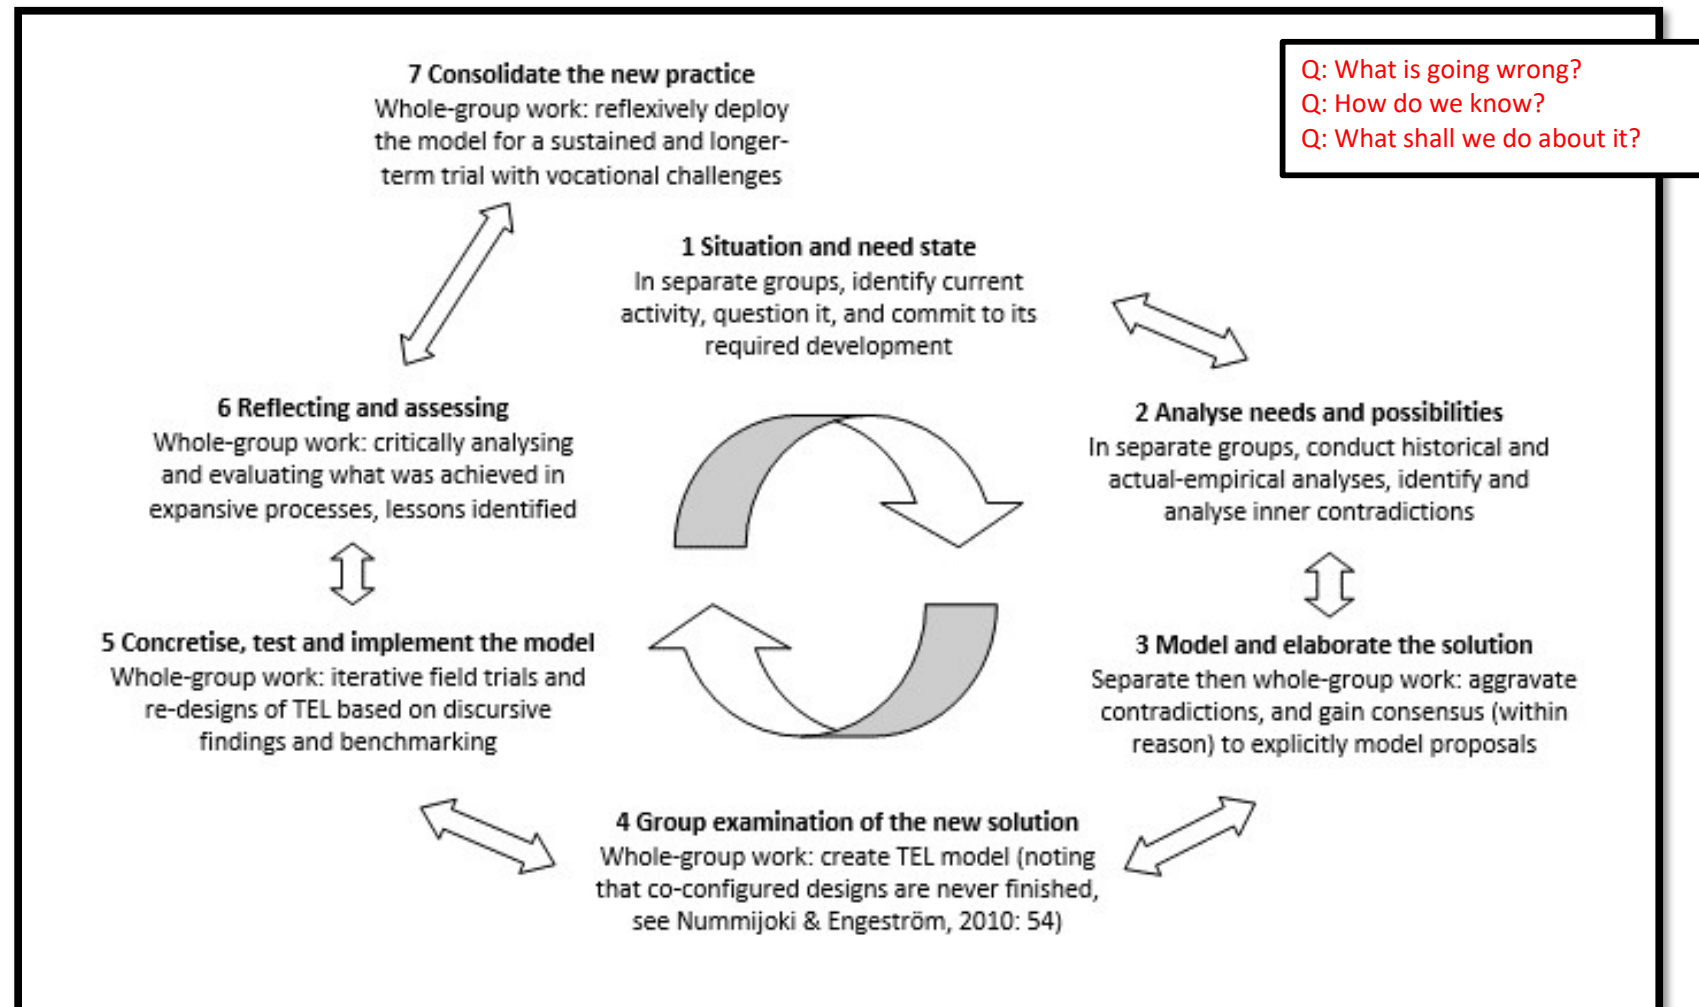 Q: What is going wrong?
Q: How do we know?
Q: What shall we do about it?
7 Consolidate the new practice
Whole-group work: reflexively deploy
the model for a sustained and longer-
term trial with vocational challenges
1 Situation and need state
In separate groups, identify current
activity, question it, and commit to its
required development
2 Analyse needs and possibilities
In separate groups, conduct historical and
actual-empirical analyses, identify and
analyse inner contradictions
3 Model and elaborate the solution
Separate then whole-group work: aggravate
contradictions, and gain consensus (within
reason) to explicitly model proposals
4 Group examination of the new solution
Whole-group work: create TEL model (noting
that co-configured designs are never finished,
see Nummijoki & Engeström, 2010: 54)
5 Concretise, test and implement the model
Whole-group work: iterative field trials and
re-designs of TEL based on discursive
findings and benchmarking
6 Reflecting and assessing
Whole-group work: critically analysing
and evaluating what was achieved in
expansive processes, lessons identified